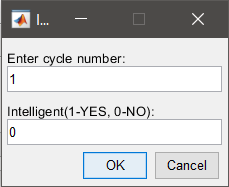 I...
Enter cycle number:
1
Intelligent(1-YES, 0-NO):
0
OK Cancel